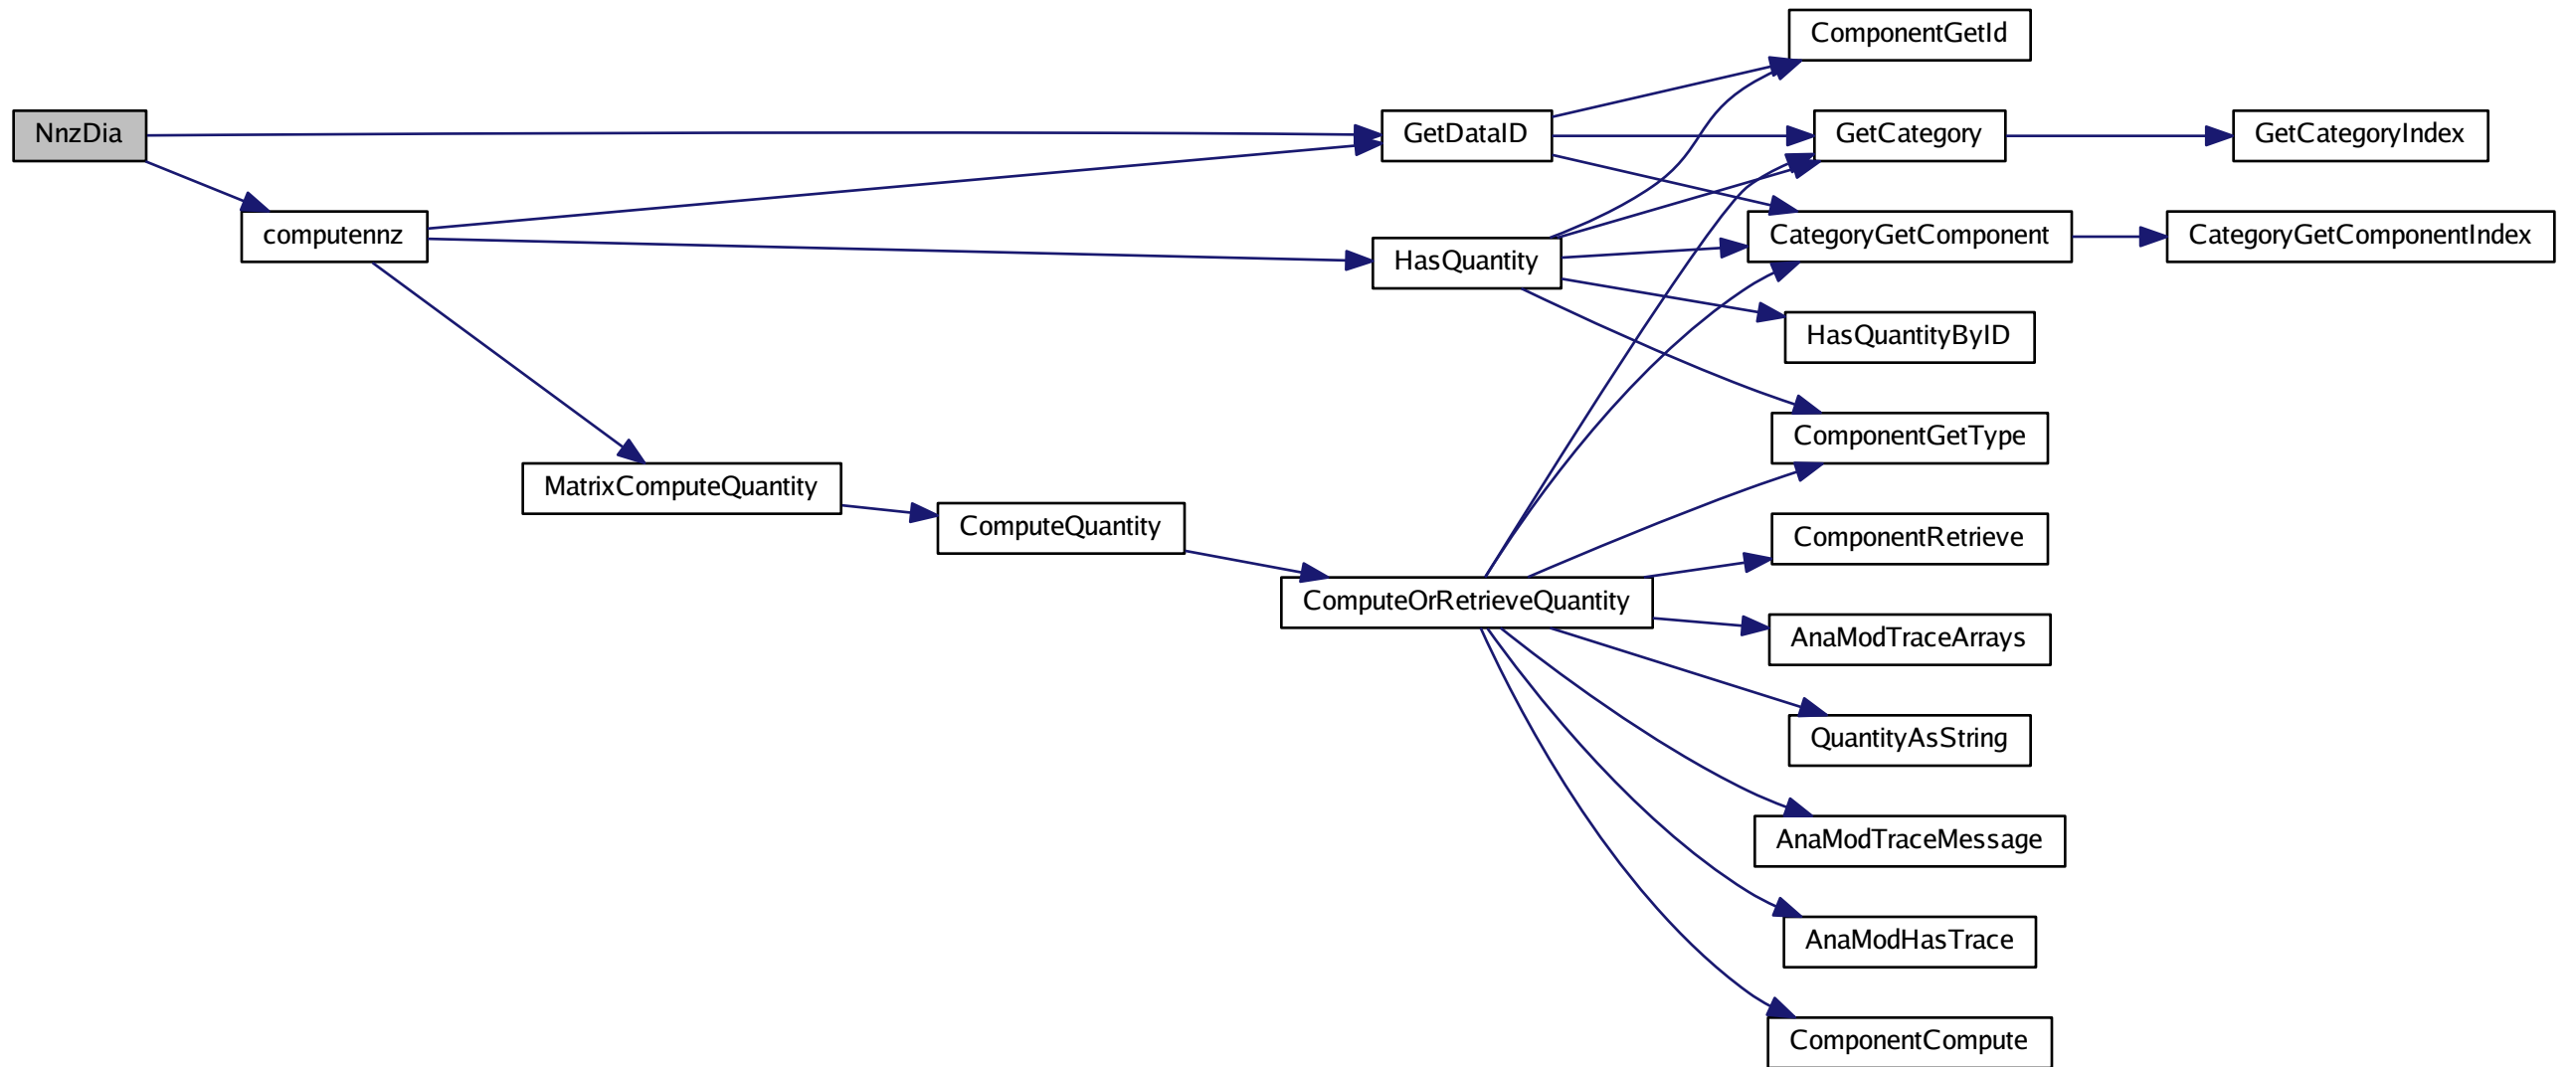 ComponentGetId
NnzDia
GetDataID
GetCategory
GetCategoryIndex
computennz
HasQuantity
CategoryGetComponent
CategoryGetComponentIndex
HasQuantityByID
ComponentGetType
MatrixComputeQuantity
ComputeQuantity
ComponentRetrieve
ComputeOrRetrieveQuantity
AnaModTraceArrays
QuantityAsString
AnaModTraceMessage
AnaModHasTrace
ComponentCompute